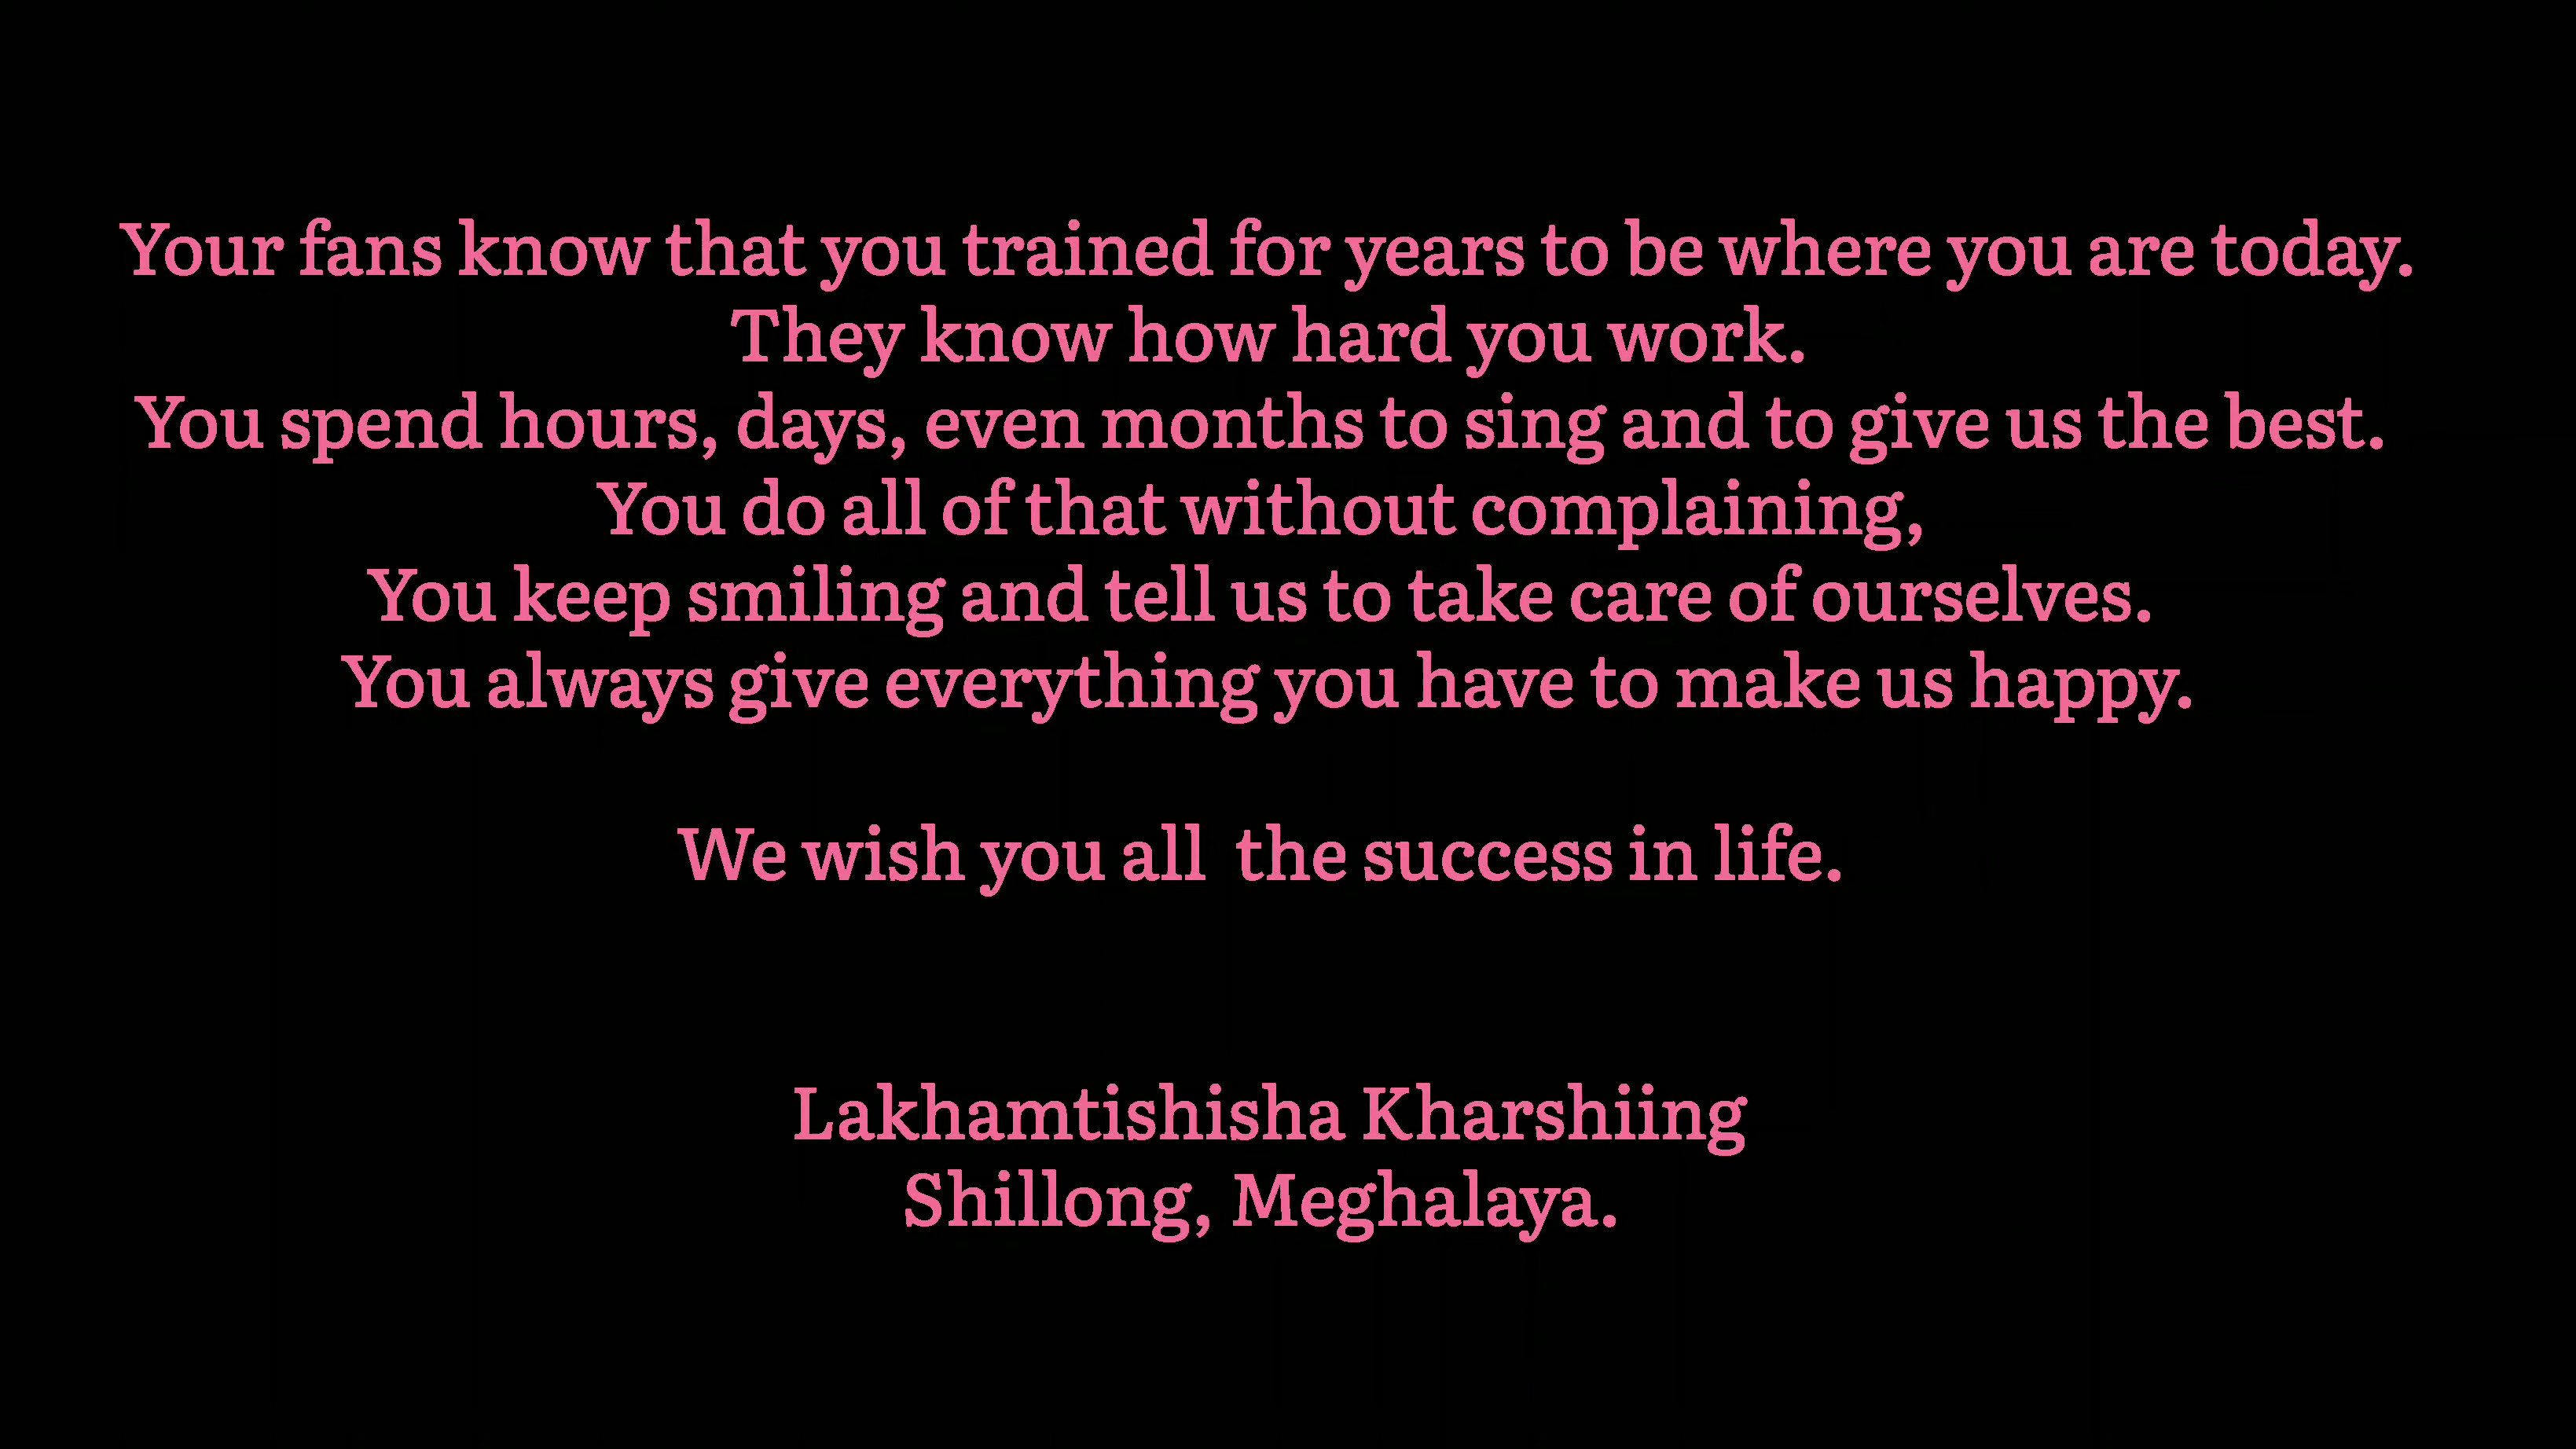 Your fans know that you trained for years to be where you are today.
They know how hard you work.
You spend hours, days, even months to sing and to give us the best.
You do all of that without complaining,
You keep smiling and tell us to take care of ourselves.
You always give everything you have to make us happy.
We wish you all the success in life.
Lakhamtishisha Kharshiing
Shillong, Meghalaya.